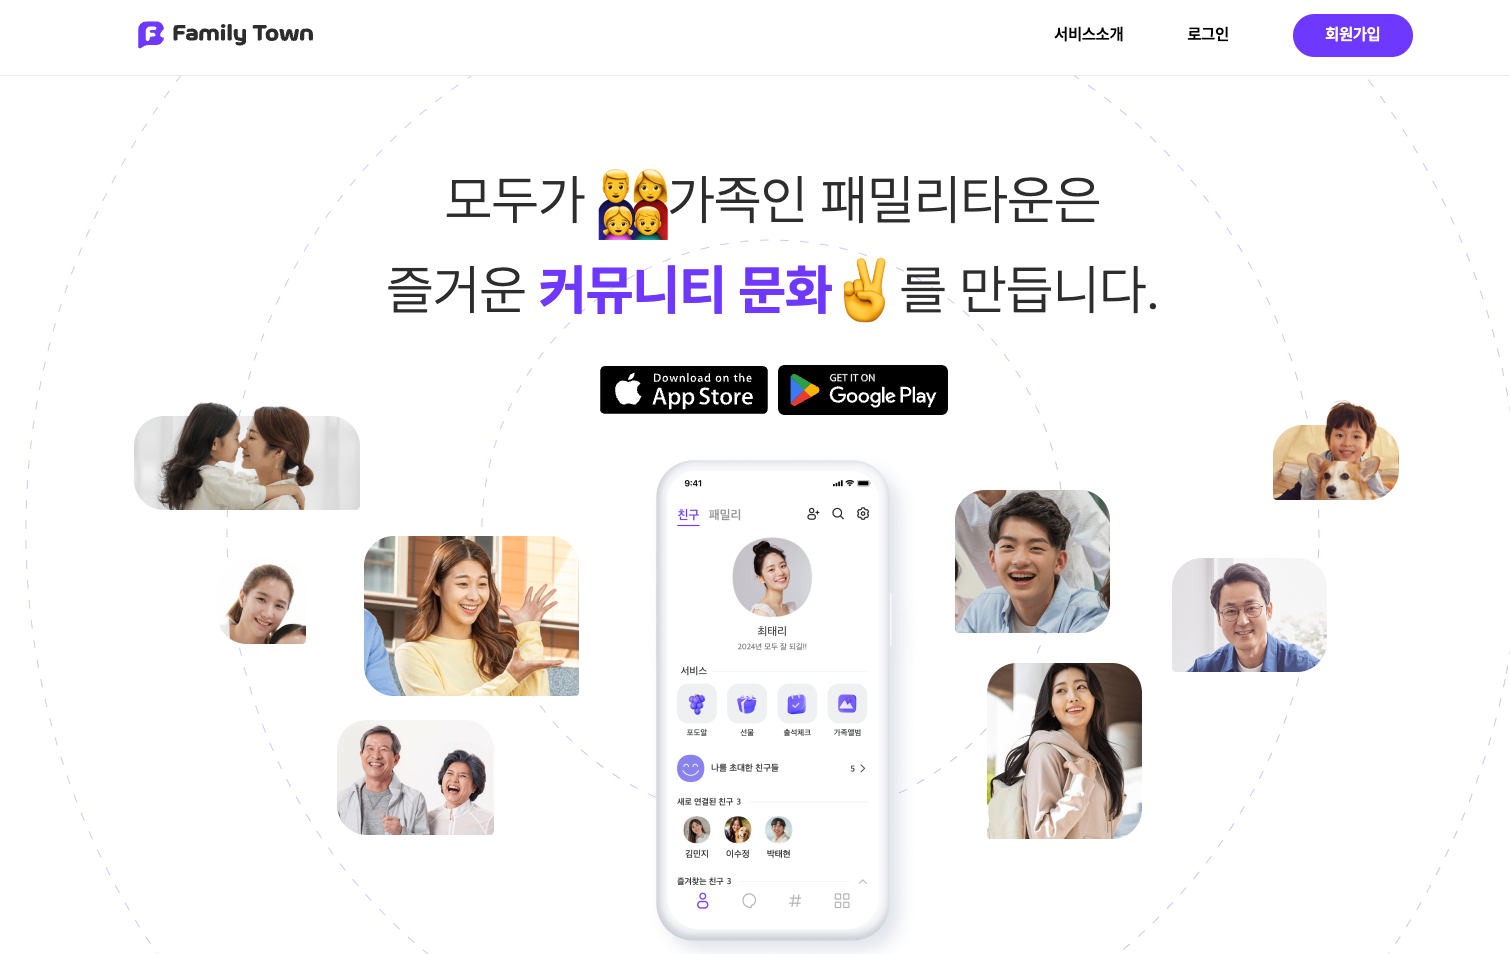 Family Town
서비스소개
로그인
회원가입
모두가 👨‍👩‍👧‍👦가족인 패밀리타운은
즐거운 커뮤니티 문화✌를 만듭니다.
Download on the
App Store
GET IT ON
Google Play
9:41
친구 패밀리
최태리
2024년 모두 잘 되길!!
서비스
포도알 선물 출석체크 가족앨범
나를 초대한 친구들 5
새로 연결된 친구 3
김민지 이수정 박태현
즐겨찾는 친구 3